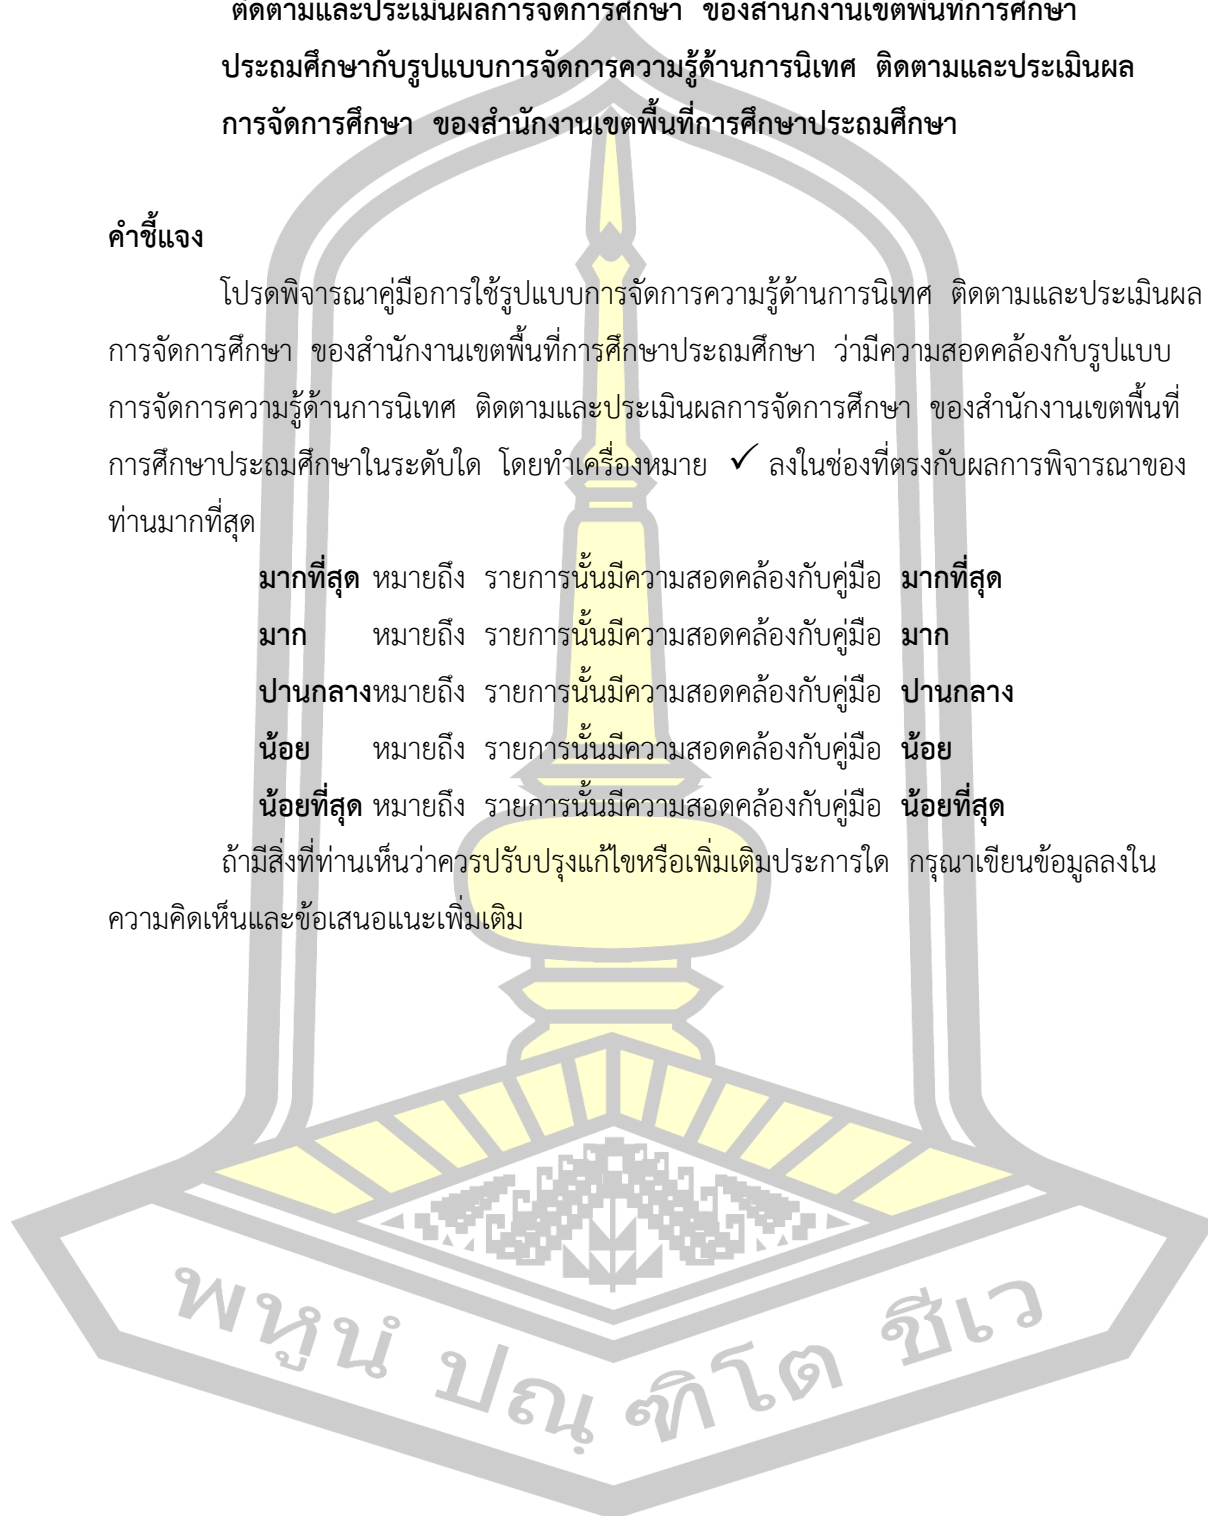 ติดตามและประเมินผลการจัดการศึกษา ของสำนักงานเขตพื้นที่การศึกษา
ประถมศึกษากับรูปแบบการจัดการความรู้ด้านการนิเทศ ติดตามและประเมินผล
การจัดการศึกษา ของสำนักงานเขตพื้นที่การศึกษาประถมศึกษา
คำชี้แจง
โปรดพิจารณาคู่มือการใช้รูปแบบการจัดการความรู้ด้านการนิเทศ ติดตามและประเมินผล
การจัดการศึกษา ของสำนักงานเขตพื้นที่การศึกษาประถมศึกษา ว่ามีความสอดคล้องกับรูปแบบ
การจัดการความรู้ด้านการนิเทศ ติดตามและประเมินผลการจัดการศึกษา ของสำนักงานเขตพื้นที่
การศึกษาประถมศึกษาในระดับใด โดยทำเครื่องหมาย ✓ ลงในช่องที่ตรงกับผลการพิจารณาของ
ท่านมากที่สุด
มากที่สุด หมายถึง รายการนั้นมีความสอดคล้องกับคู่มือ มากที่สุด
มาก หมายถึง รายการนั้นมีความสอดคล้องกับคู่มือ มาก
ปานกลางหมายถึง รายการนั้นมีความสอดคล้องกับคู่มือ ปานกลาง
น้อย หมายถึง รายการนั้นมีความสอดคล้องกับคู่มือ น้อย
น้อยที่สุด หมายถึง รายการนั้นมีความสอดคล้องกับคู่มือ น้อยที่สุด
ถ้ามีสิ่งที่ท่านเห็นว่าควรปรับปรุงแก้ไขหรือเพิ่มเติมประการใด กรุณาเขียนข้อมูลลงใน
ความคิดเห็นและข้อเสนอแนะเพิ่มเติม
พหูนํ ปณฺฑิโต ชีเว